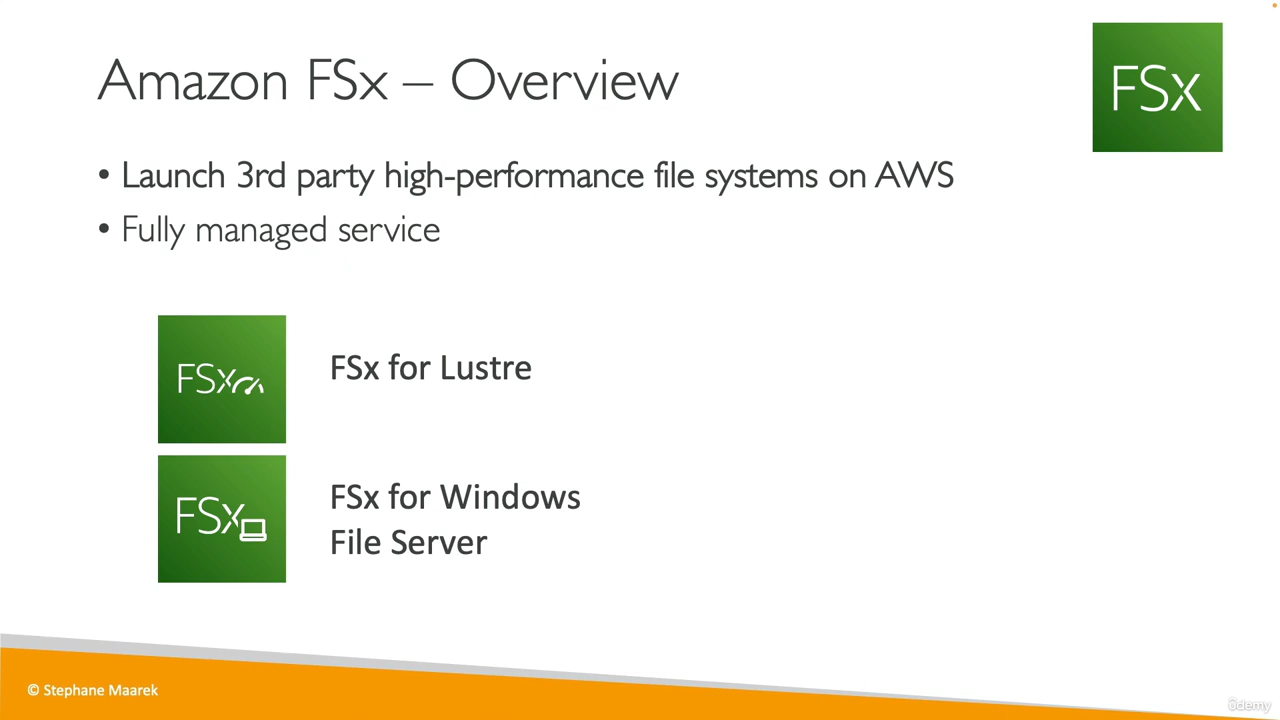 Amazon FSx – Overview
FSx
• Launch 3rd party high-performance file systems on AWS
• Fully managed service
FSx
FSx for Lustre
FSx
FSx for Windows
File Server
© Stephane Maarek
ûdemy